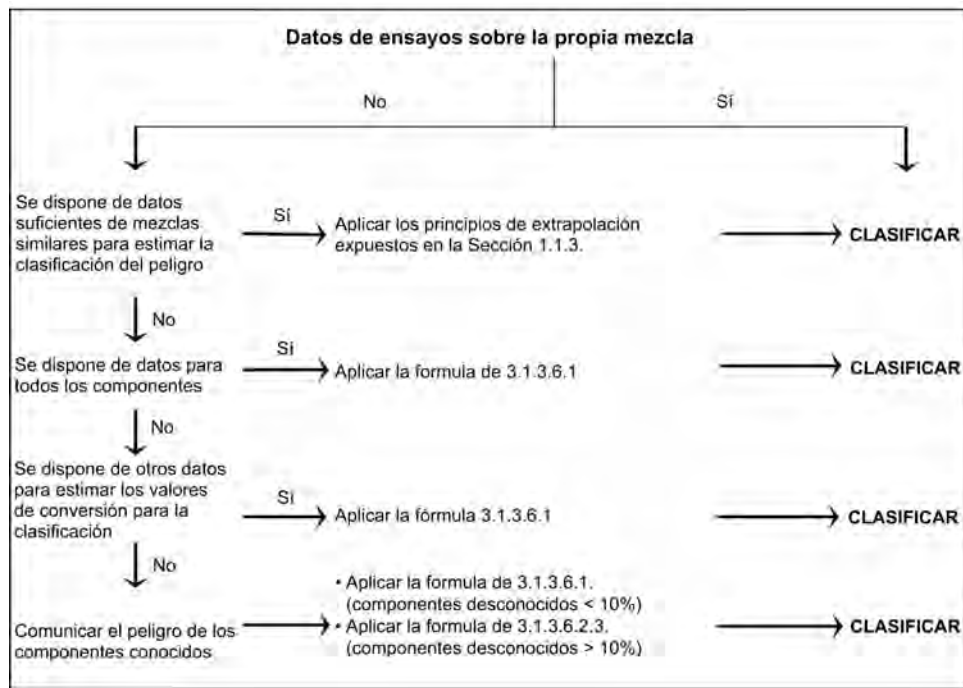 Datos de ensayos sobre la propia mezcla
No
Sí
Se dispone de datos
suficientes de mezclas
similares para estimar la
clasificación del peligro
Sí
Aplicar los principios de extrapolación
expuestos en la Sección 1.1.3.
CLASIFICAR
No
Se dispone de datos para
todos los componentes
Sí
Aplicar la formula de 3.1.3.6.1
CLASIFICAR
No
Se dispone de otros datos
para estimar los valores
de conversión para la
clasificación
Sí
Aplicar la fórmula 3.1.3.6.1
CLASIFICAR
No
Comunicar el peligro de los
componentes conocidos
• Aplicar la formula de 3.1.3.6.1.
(componentes desconocidos < 10%)
• Aplicar la formula de 3.1.3.6.2.3.
(componentes desconocidos > 10%)
CLASIFICAR